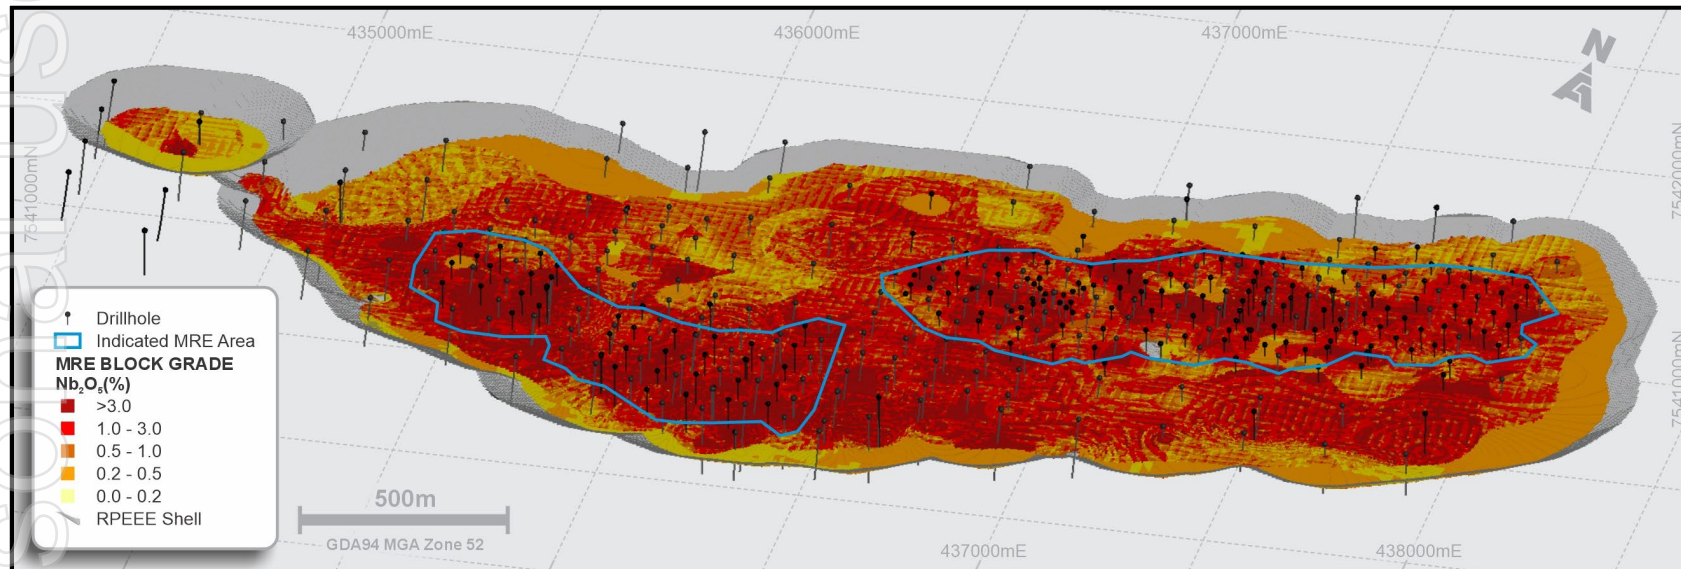 435000mE
436000mE
437000mE
N
7541000mN
7542000mN
Drillhole
Indicated MRE Area
MRE BLOCK GRADE
Nb₂O₅(%)
>3.0
1.0 - 3.0
0.5 - 1.0
0.2 - 0.5
0.0 - 0.2
RPEEE Shell
500m
GDA94 MGA Zone 52
7541000mN
437000mE
438000mE
sonal us